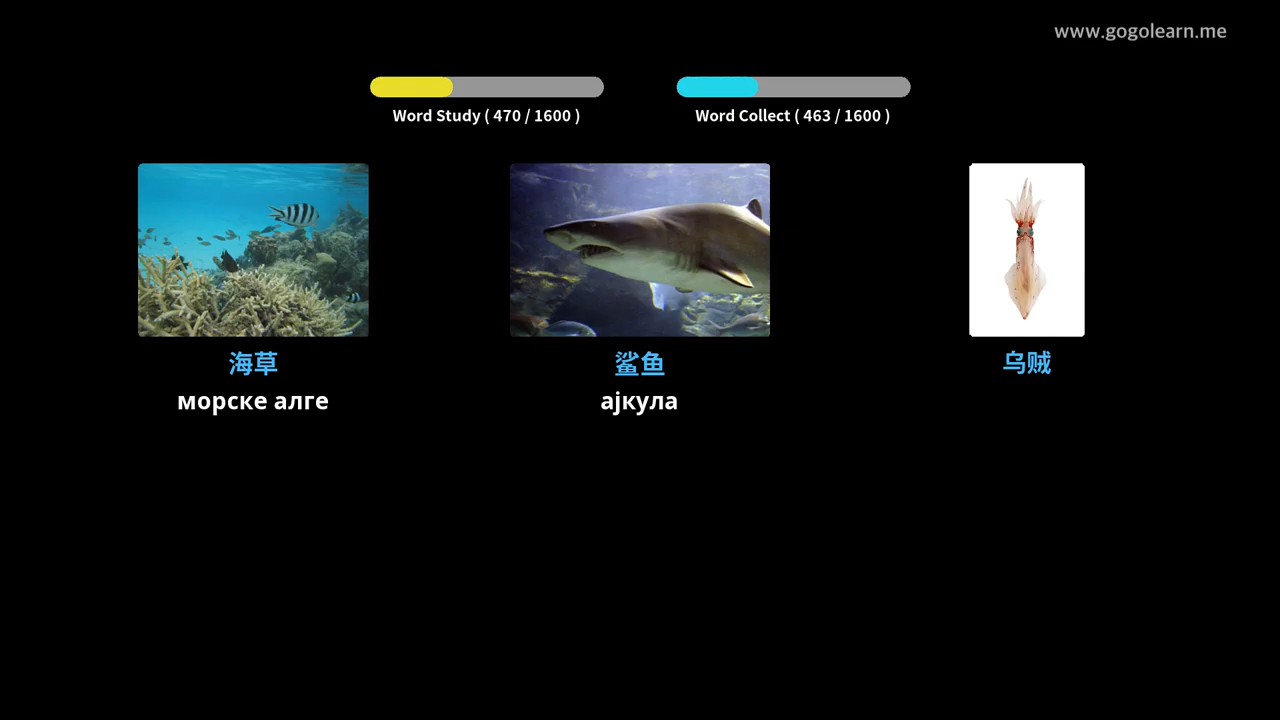 www.gogolearn.me
Word Study ( 470 / 1600 )
Word Collect ( 463 / 1600 )
海草
鲨鱼
乌贼
морске алге
ајкула